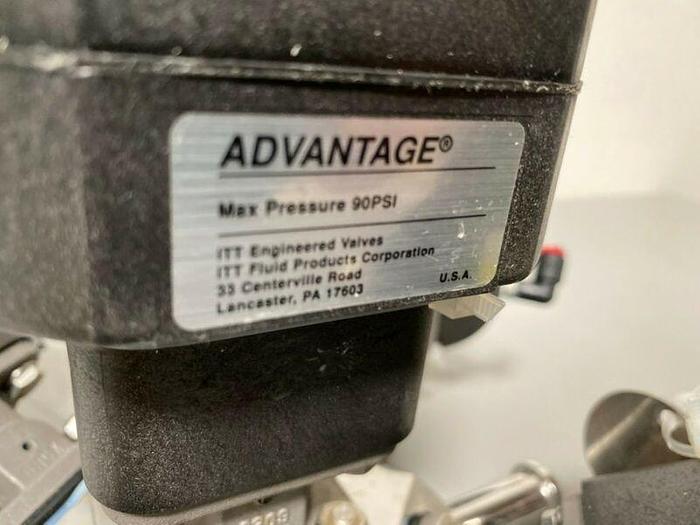 ADVANTAGE®
Max Pressure 90PSI
ITT Engineered Valves
ITT Fluid Products Corporation
33 Centerville Road
Lancaster, PA 17603
U.S.A.